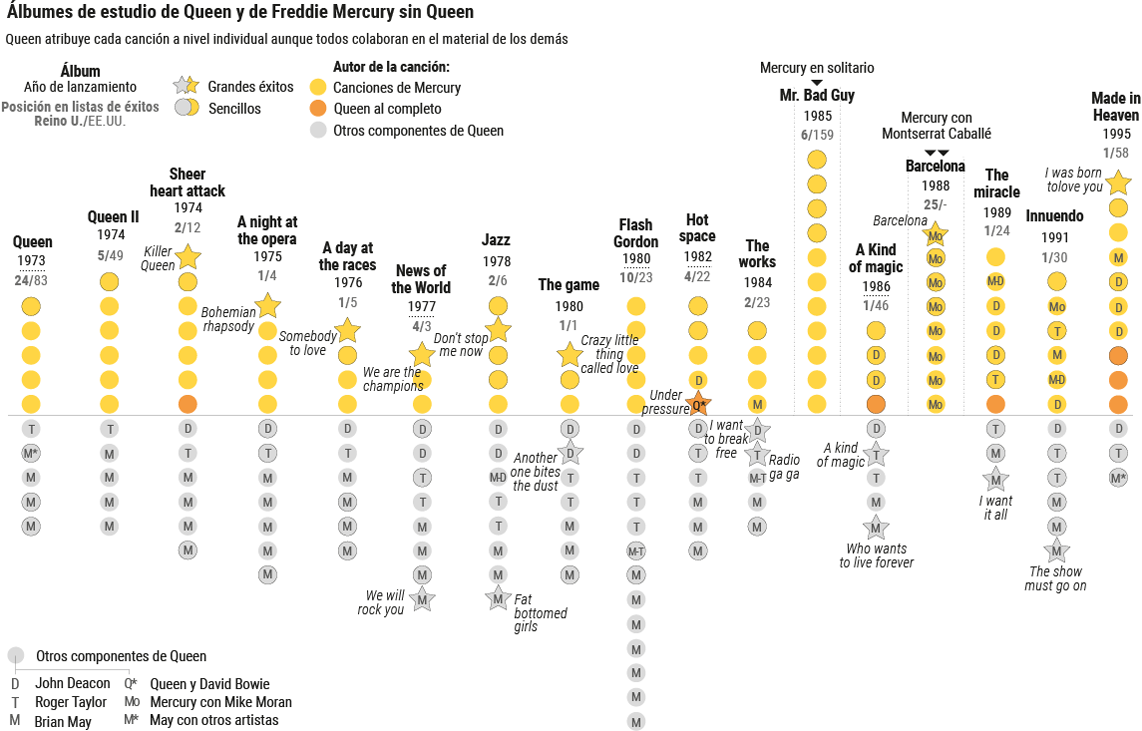 Álbumes de estudio de Queen y de Freddie Mercury sin Queen
Queen atribuye cada canción a nivel individual aunque todos colaboran en el material de los demás
Álbum
Año de lanzamiento
Posición en listas de éxitos
Reino U./EE.UU.
Grandes éxitos
Sencillos
Autor de la canción:
Canciones de Mercury
Queen al completo
Otros componentes de Queen
Queen
1973
24/83
T
M*
M
M
M
Queen II
1974
5/49
T
M
M
M
M
Sheer
heart attack
1974
2/12
Killer
Queen
D
T
M
M
M
M
A night at
the opera
1975
1/4
Bohemian
rhapsody
D
T
M
M
M
M
M
A day at
the races
1976
1/5
Somebody
to love
D
T
M
M
M
M
News of
the World
1977
4/3
We are the
champions
D
D
T
T
M
M
M
M
We will
rock you
Jazz
1978
2/6
Don't stop
me now
D
D
M-D
T
T
M
M
M
Fat
bottomed
girls
The game
1980
1/1
Crazy little
thing
called love
D
D
T
T
M
M
M
Another
one bites
the dust
Flash
Gordon
1980
10/23
D
D
T
T
T
M-T
M
M
M
M
M
M
M
Hot
space
1982
4/22
D
Under
pressure
Q*
D
T
T
M
M
M
The
works
1984
2/23
M
I want
to break
free
D
T
Radio
ga ga
M-T
M
M
Mercury en solitario
Mr. Bad Guy
1985
6/159
A Kind
of magic
1986
1/46
D
D
D
A kind
of magic
T
T
M
M
Who wants
to live forever
Mercury con
Montserrat Caballé
Barcelona
1988
25/-
Barcelona
Mo
Mo
Mo
Mo
Mo
Mo
Mo
Mo
The
miracle
1989
1/24
M-D
D
D
T
T
M
M
I want
it all
Innuendo
1991
1/30
Mo
T
M
M-D
D
D
T
T
M
M
M
The show
must go on
Made in
Heaven
1995
1/58
I was born
tolove you
M
D
D
D
D
T
M*
Otros componentes de Queen
D John Deacon
T Roger Taylor
M Brian May
Q* Queen y David Bowie
Mo Mercury con Mike Moran
M* May con otros artistas